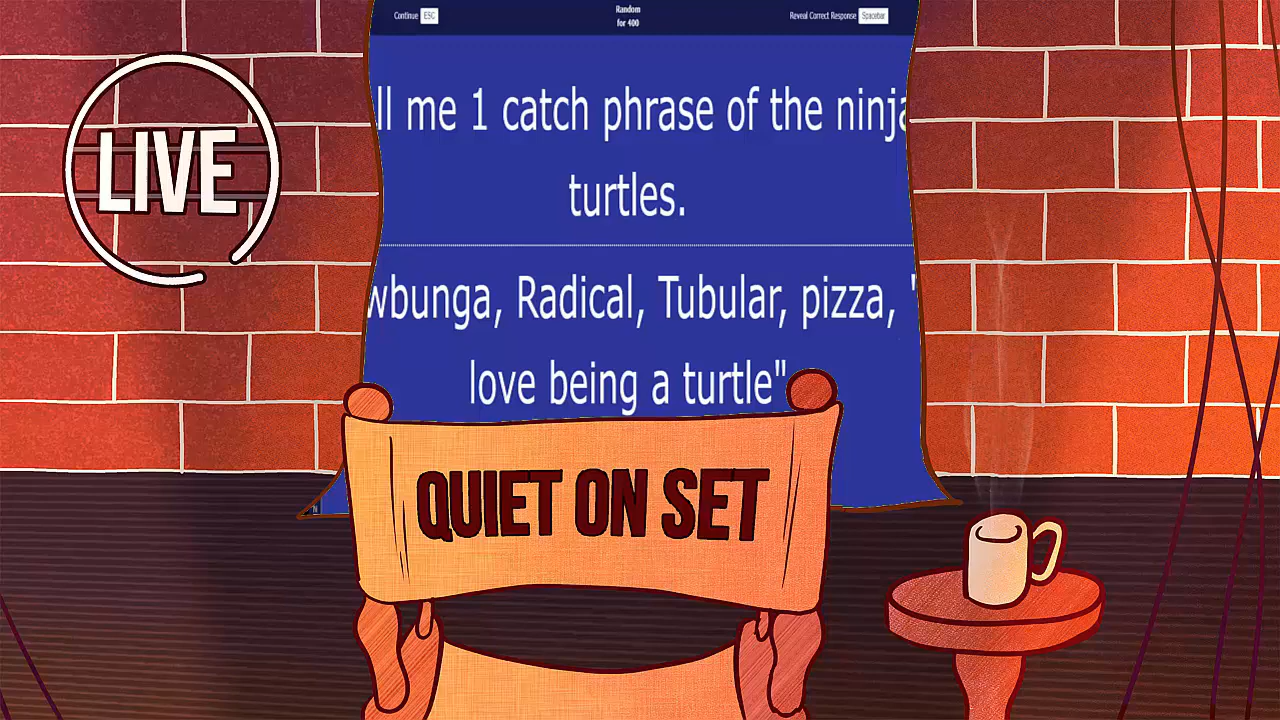 Continue ESC
Random
for 400
Reveal Correct Response Spacebar
ll me 1 catch phrase of the ninja
turtles.
wbunga, Radical, Tubular, pizza, "
love being a turtle"
LIVE
QUIET ON SET